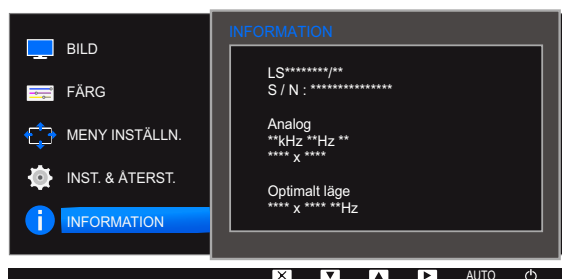 BILD
FÄRG
MENY INSTÄLLN.
INST. & ÅTERST.
INFORMATION
INFORMATION
LS********/**
S / N : ***************
Analog
**kHz **Hz **
**** x ****
Optimalt läge
**** x **** **Hz
AUTO